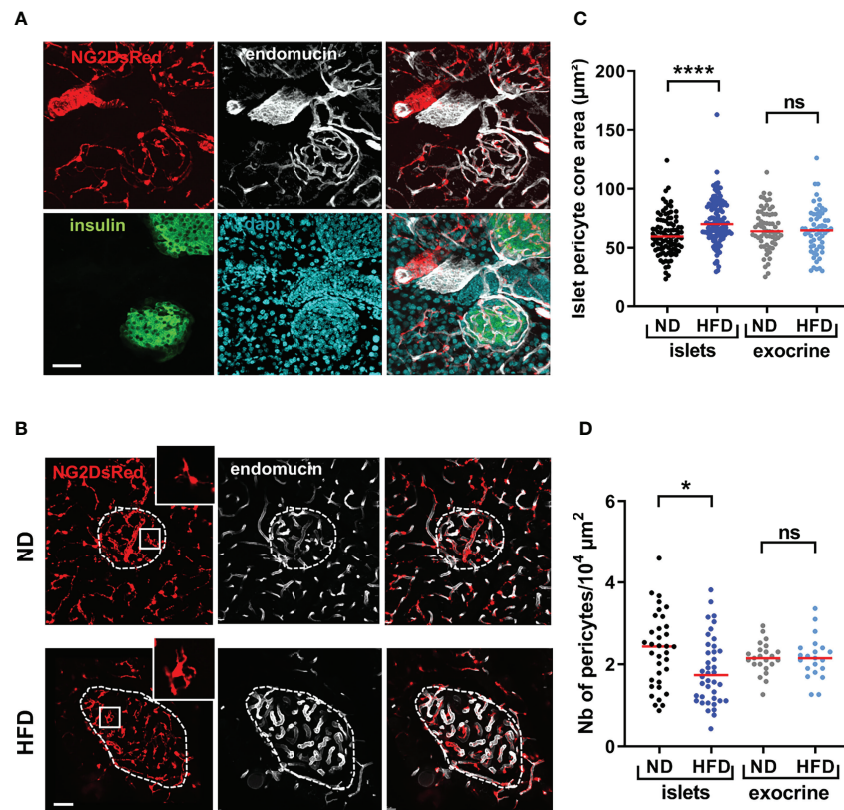 A
NG2DsRed
endomucin
insulin
dapi
B
NG2DsRed
endomucin
ND
HFD
C
Islet pericyte core area (µm²)
200
150
100
50
0
****
ns
ND HFD ND HFD
islets exocrine
D
Nb of pericytes/10⁴ µm²
6
4
2
0
*
ns
ND HFD ND HFD
islets exocrine